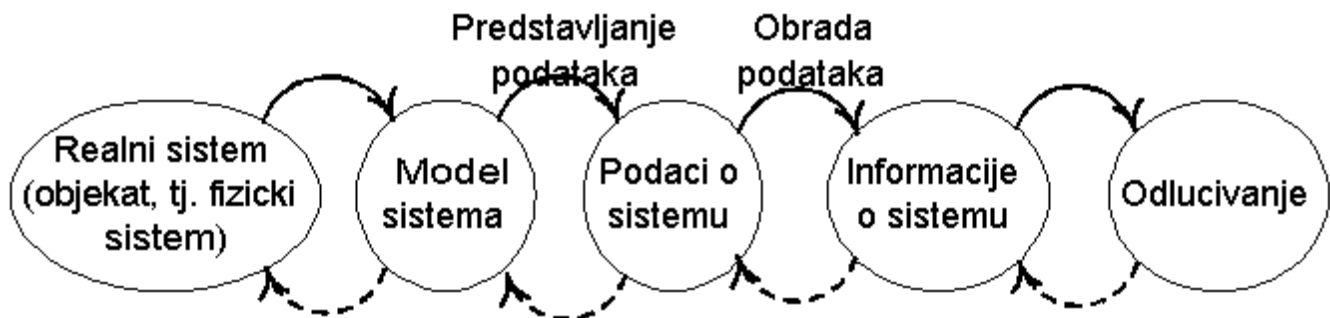 Predstavljanje
podataka
Obrada
podataka
Realni sistem
(objekat, tj. fizicki
sistem)
Model
sistema
Podaci o
sistemu
Informacije
o sistemu
Odlucivanje